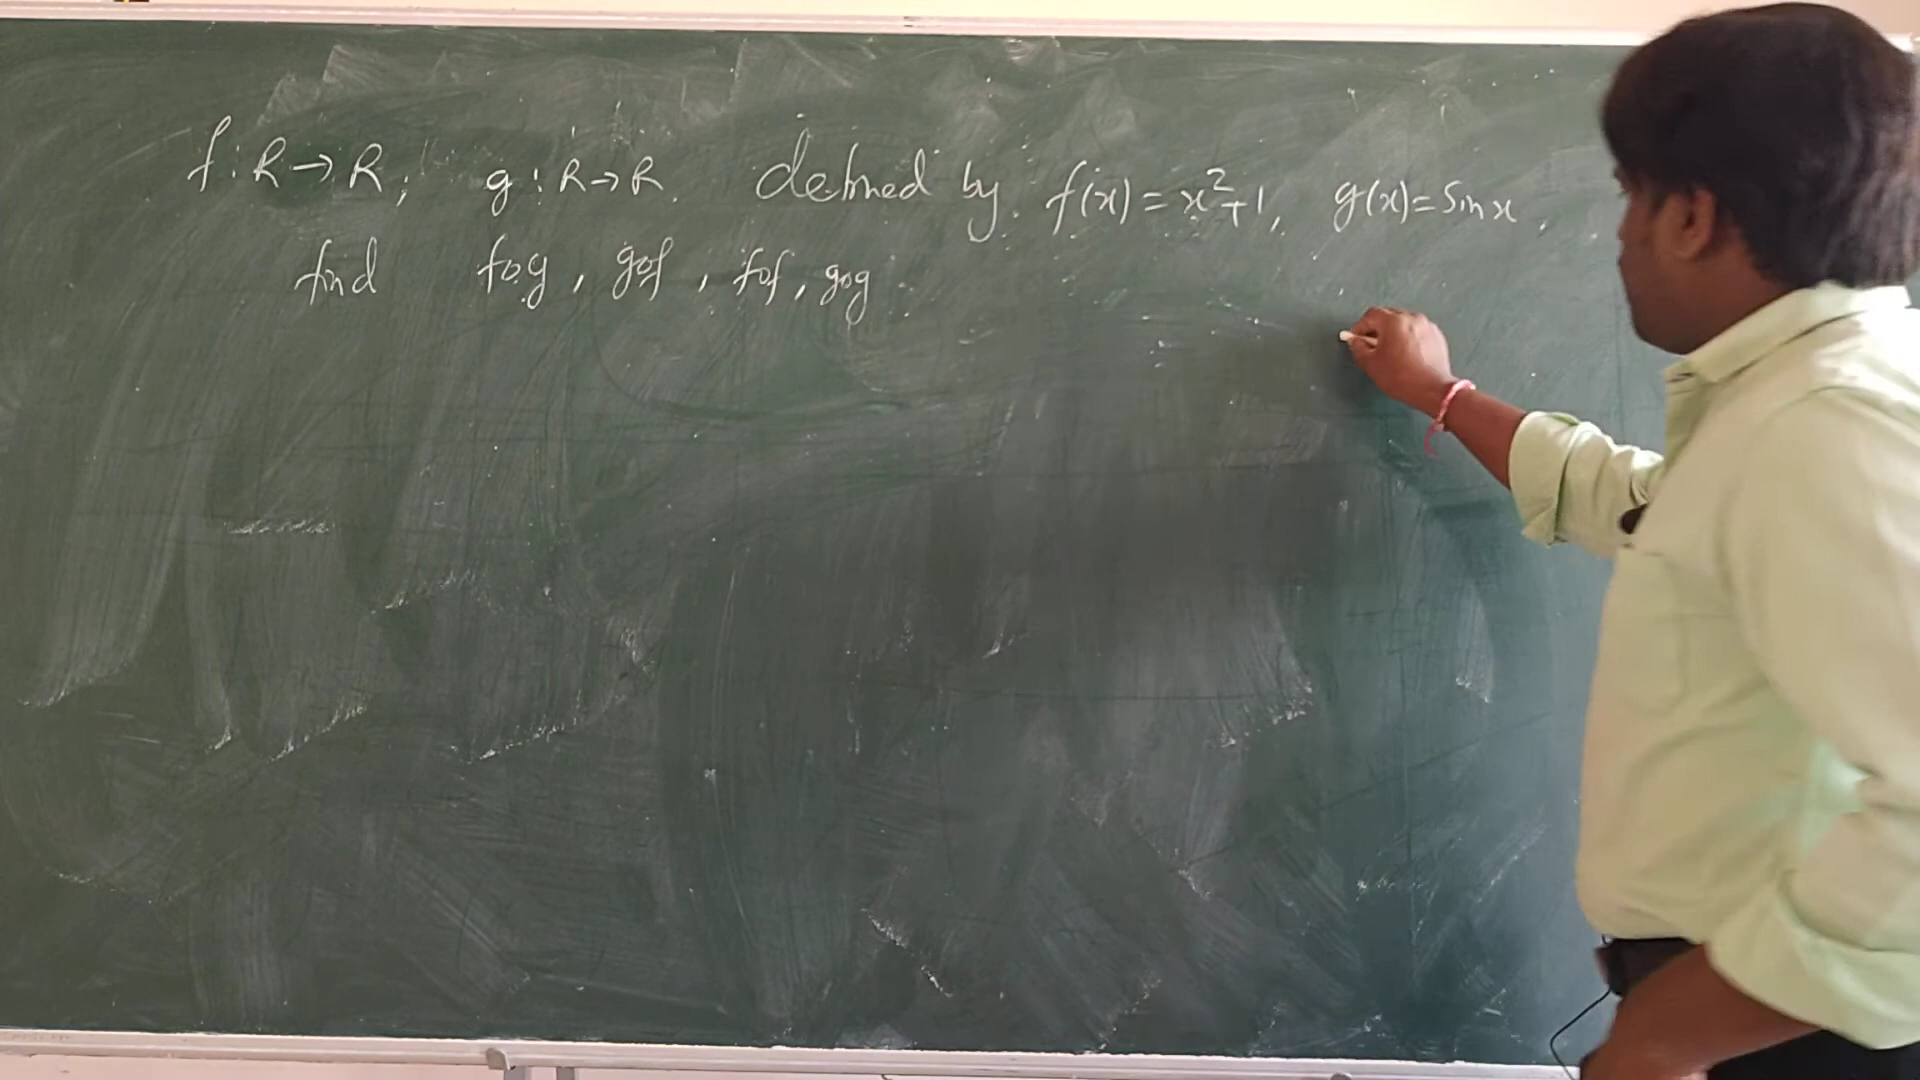 f : R → R ; g : R → R. defined by. f(x) = x²+1, g(x) = Sin x.
find fog, gof, fof, gog.